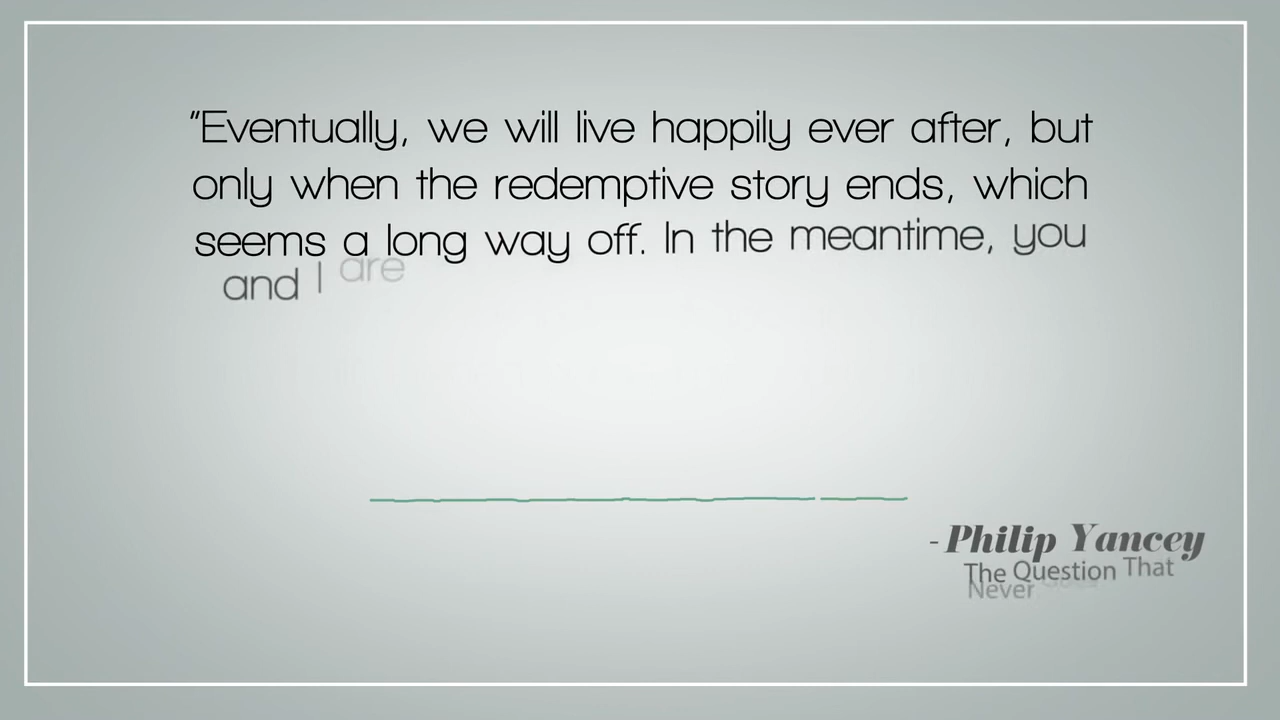 "Eventually, we will live happily ever after, but
only when the redemptive story ends, which
seems a long way off. In the meantime, you
and I are
- Philip Yancey
The Question That
Never